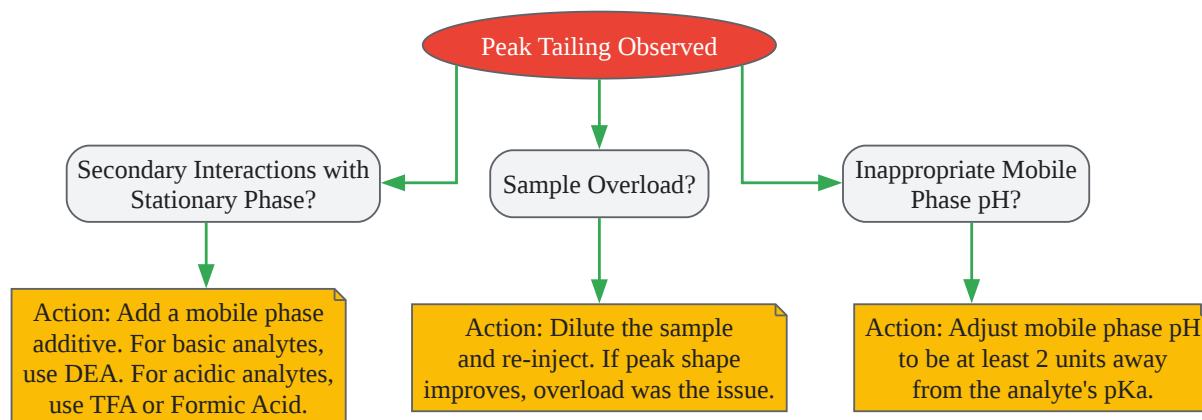 Peak Tailing Observed
Secondary Interactions with
Stationary Phase?
Sample Overload?
Inappropriate Mobile
Phase pH?
Action: Add a mobile phase
additive. For basic analytes,
use DEA. For acidic analytes,
use TFA or Formic Acid.
Action: Dilute the sample
and re-inject. If peak shape
improves, overload was the issue.
Action: Adjust mobile phase pH
to be at least 2 units away
from the analyte's pKa.